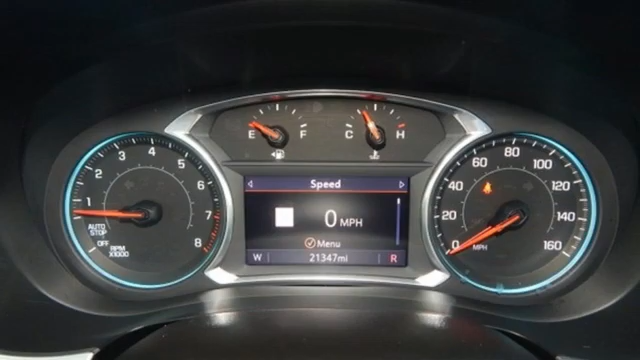 E F
C H
1 2 3 4 5 6 7 8
AUTO
STOP
OFF
RPM
X1000
Speed
0 MPH
Menu
W 21347mi R
0 20 40 60 80 100 120 140 160
MPH